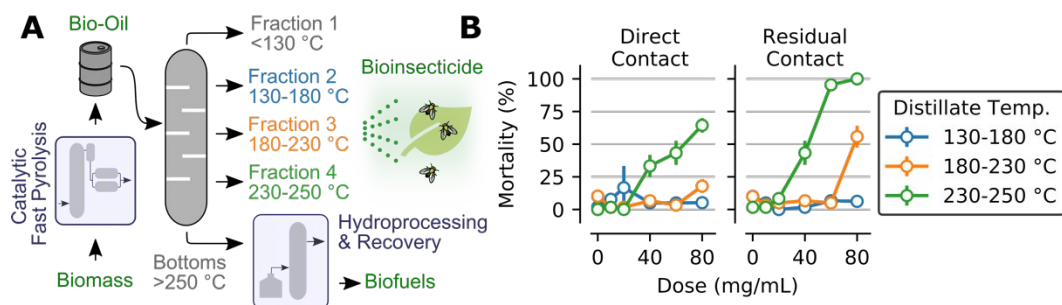 A
Bio-Oil
Catalytic
Fast Pyrolysis
Biomass
Fraction 1
<130 °C
Fraction 2
130-180 °C
Fraction 3
180-230 °C
Fraction 4
230-250 °C
Bottoms
>250 °C
Bioinsecticide
Hydroprocessing
& Recovery
Biofuels
B
Direct
Contact
Residual
Contact
Mortality (%)
100
75
50
25
0
0
40
80
0
40
80
Dose (mg/mL)
Distillate Temp.
130-180 °C
180-230 °C
230-250 °C